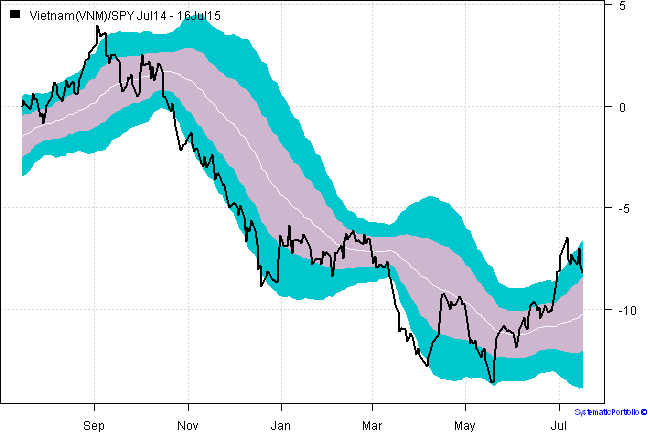 Vietnam(VNM)/SPY Jul14 - 16Jul15
5
0
-5
-10
Sep Nov Jan Mar May Jul
SystematicPortfolio ©